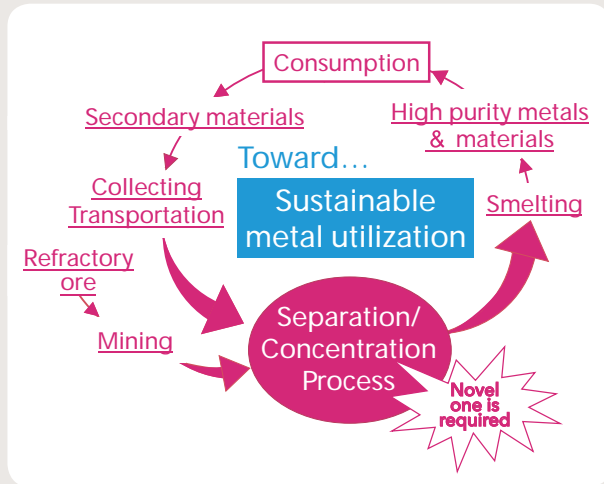 Consumption
Secondary materials
High purity metals
& materials
Toward…
Collecting
Transportation
Sustainable
metal utilization
Smelting
Refractory
ore
Mining
Separation/
Concentration
Process
Novel
one is
required